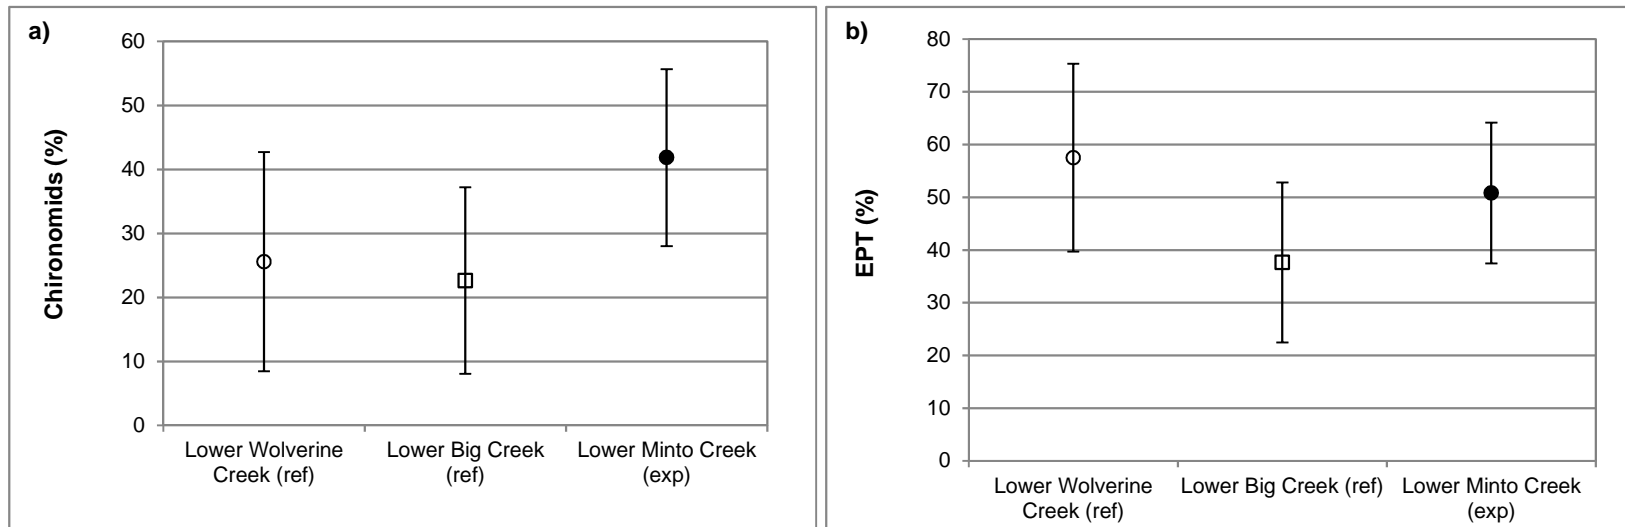 a)
Chironomids (%)
60
50
40
30
20
10
0
Lower Wolverine
Creek (ref)
Lower Big Creek
(ref)
Lower Minto Creek
(exp)
b)
EPT (%)
80
70
60
50
40
30
20
10
0
Lower Wolverine
Creek (ref)
Lower Big Creek (ref)
Lower Minto Creek
(exp)